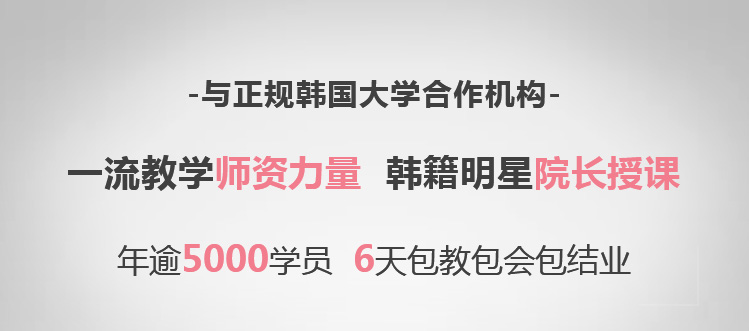 -与正规韩国大学合作机构-
一流教学师资力量 韩籍明星院长授课
年逾5000学员 6天包教包会包结业